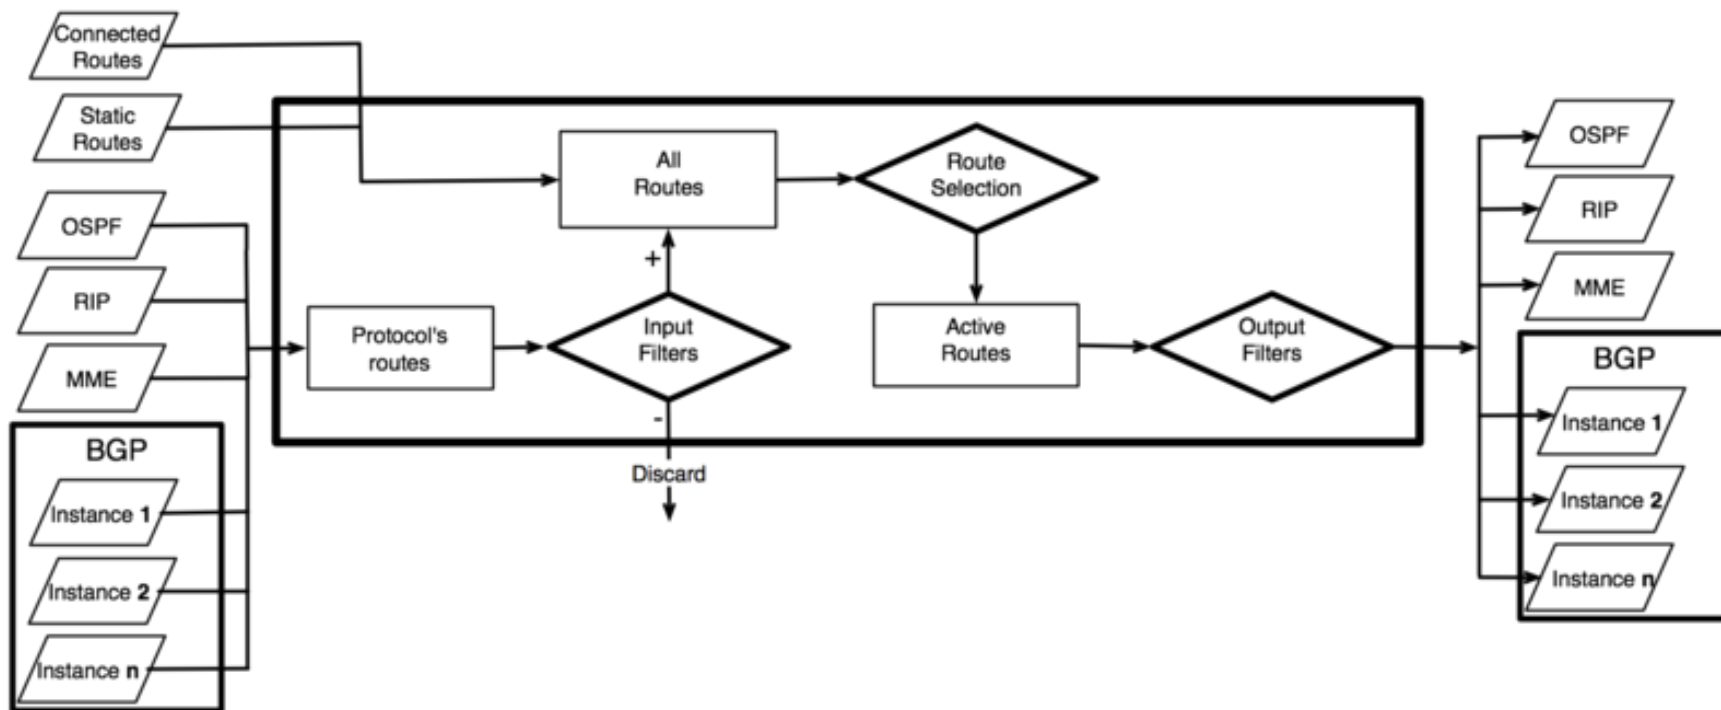 Connected
Routes
Static
Routes
OSPF
RIP
MME
BGP
Instance 1
Instance 2
Instance n
Protocol's
routes
Input
Filters
+
-
Discard
All
Routes
Route
Selection
Active
Routes
Output
Filters
OSPF
RIP
MME
BGP
Instance 1
Instance 2
Instance n